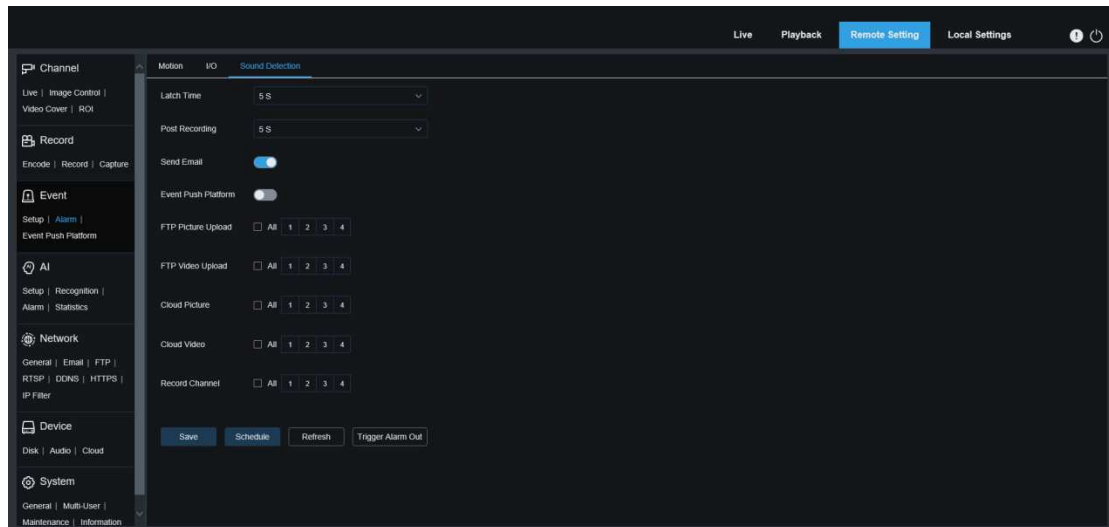 Live Playback Remote Setting Local Settings
Channel
Live | Image Control |
Video Cover | ROI
Record
Encode | Record | Capture
Event
Setup | Alarm |
Event Push Platform
AI
Setup | Recognition |
Alarm | Statistics
Network
General | Email | FTP |
RTSP | DDNS | HTTPS |
IP Filter
Device
Disk | Audio | Cloud
System
General | Multi-User |
Maintenance | Information
Motion I/O Sound Detection
Latch Time 5 S
Post Recording 5 S
Send Email
Event Push Platform
FTP Picture Upload All 1 2 3 4
FTP Video Upload All 1 2 3 4
Cloud Picture All 1 2 3 4
Cloud Video All 1 2 3 4
Record Channel All 1 2 3 4
Save Schedule Refresh Trigger Alarm Out